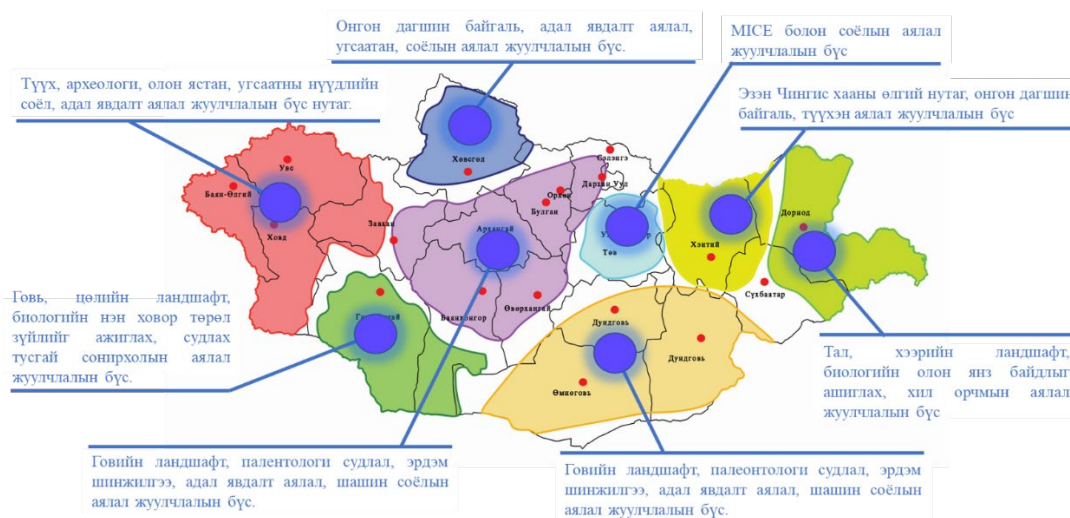 Онгон дагшин байгаль, адал явдалт аялал,
угсаатан, соёлын аялал жуулчлалын бүс.
MICE болон соёлын аялал
жуулчлалын бүс
Түүх, археологи, олон ястан, угсаатны нүүдлийн
соёл, адал явдалт аялал жуулчлалын бүс нутаг.
Эзэн Чингис хааны өлгий нутаг, онгон дагшин
байгаль, түүхэн аялал жуулчлалын бүс
Хөвсгөл
Сэлэнгэ
Увс
Дархан Уул
Баян-Өлгий
Орхон
Булган
Завхан
Ховд
Архангай
Төв
Хэнтий
Дорнод
Сүхбаатар
Баянхонгор
Өвөрхангай
Дундговь
Дундговь
Өмнөговь
Говь, цөлийн ландшафт,
биологийн нэн ховор төрөл
зүйлийг ажиглах, судлах
тусгай сонирхолын аялал
жуулчлалын бүс.
Тал, хээрийн ландшафт,
биологийн олон янз байдлыг
ашиглах, хил орчмын аялал
жуулчлалын бүс
Говийн ландшафт, палентологи судлал, эрдэм
шинжилгээ, адал явдалт аялал, шашин соёлын
аялал жуулчлалын бүс.
Говийн ландшафт, палеонтологи судлал, эрдэм
шинжилгээ, адал явдалт аялал, шашин соёлын
аялал жуулчлалын бүс.